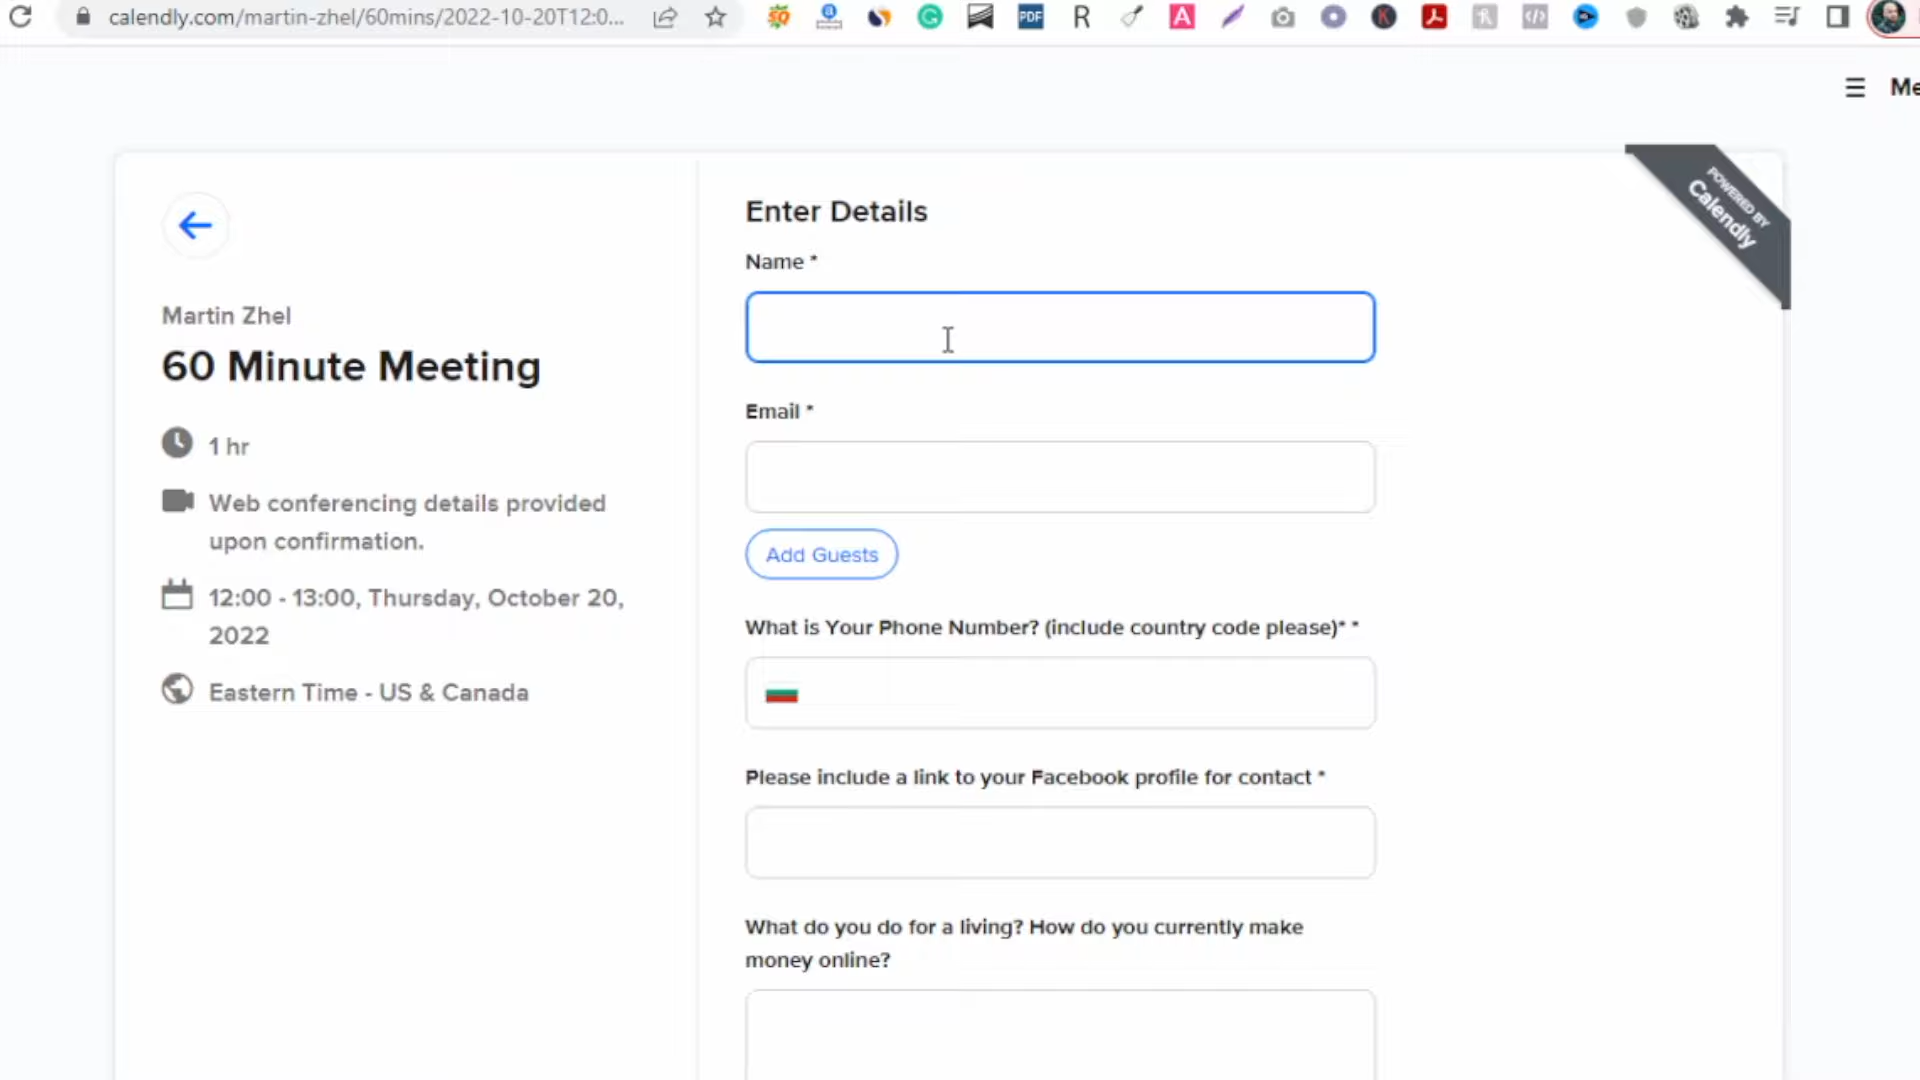 calendly.com/martin-zhel/60mins/2022-10-20T12:0...
PDF
R
A
K
Me
POWERED BY
Calendly
Martin Zhel
60 Minute Meeting
1 hr
Web conferencing details provided
upon confirmation.
12:00 - 13:00, Thursday, October 20,
2022
Eastern Time - US & Canada
Enter Details
Name *
Email *
Add Guests
What is Your Phone Number? (include country code please)* *
Please include a link to your Facebook profile for contact *
What do you do for a living? How do you currently make
money online?